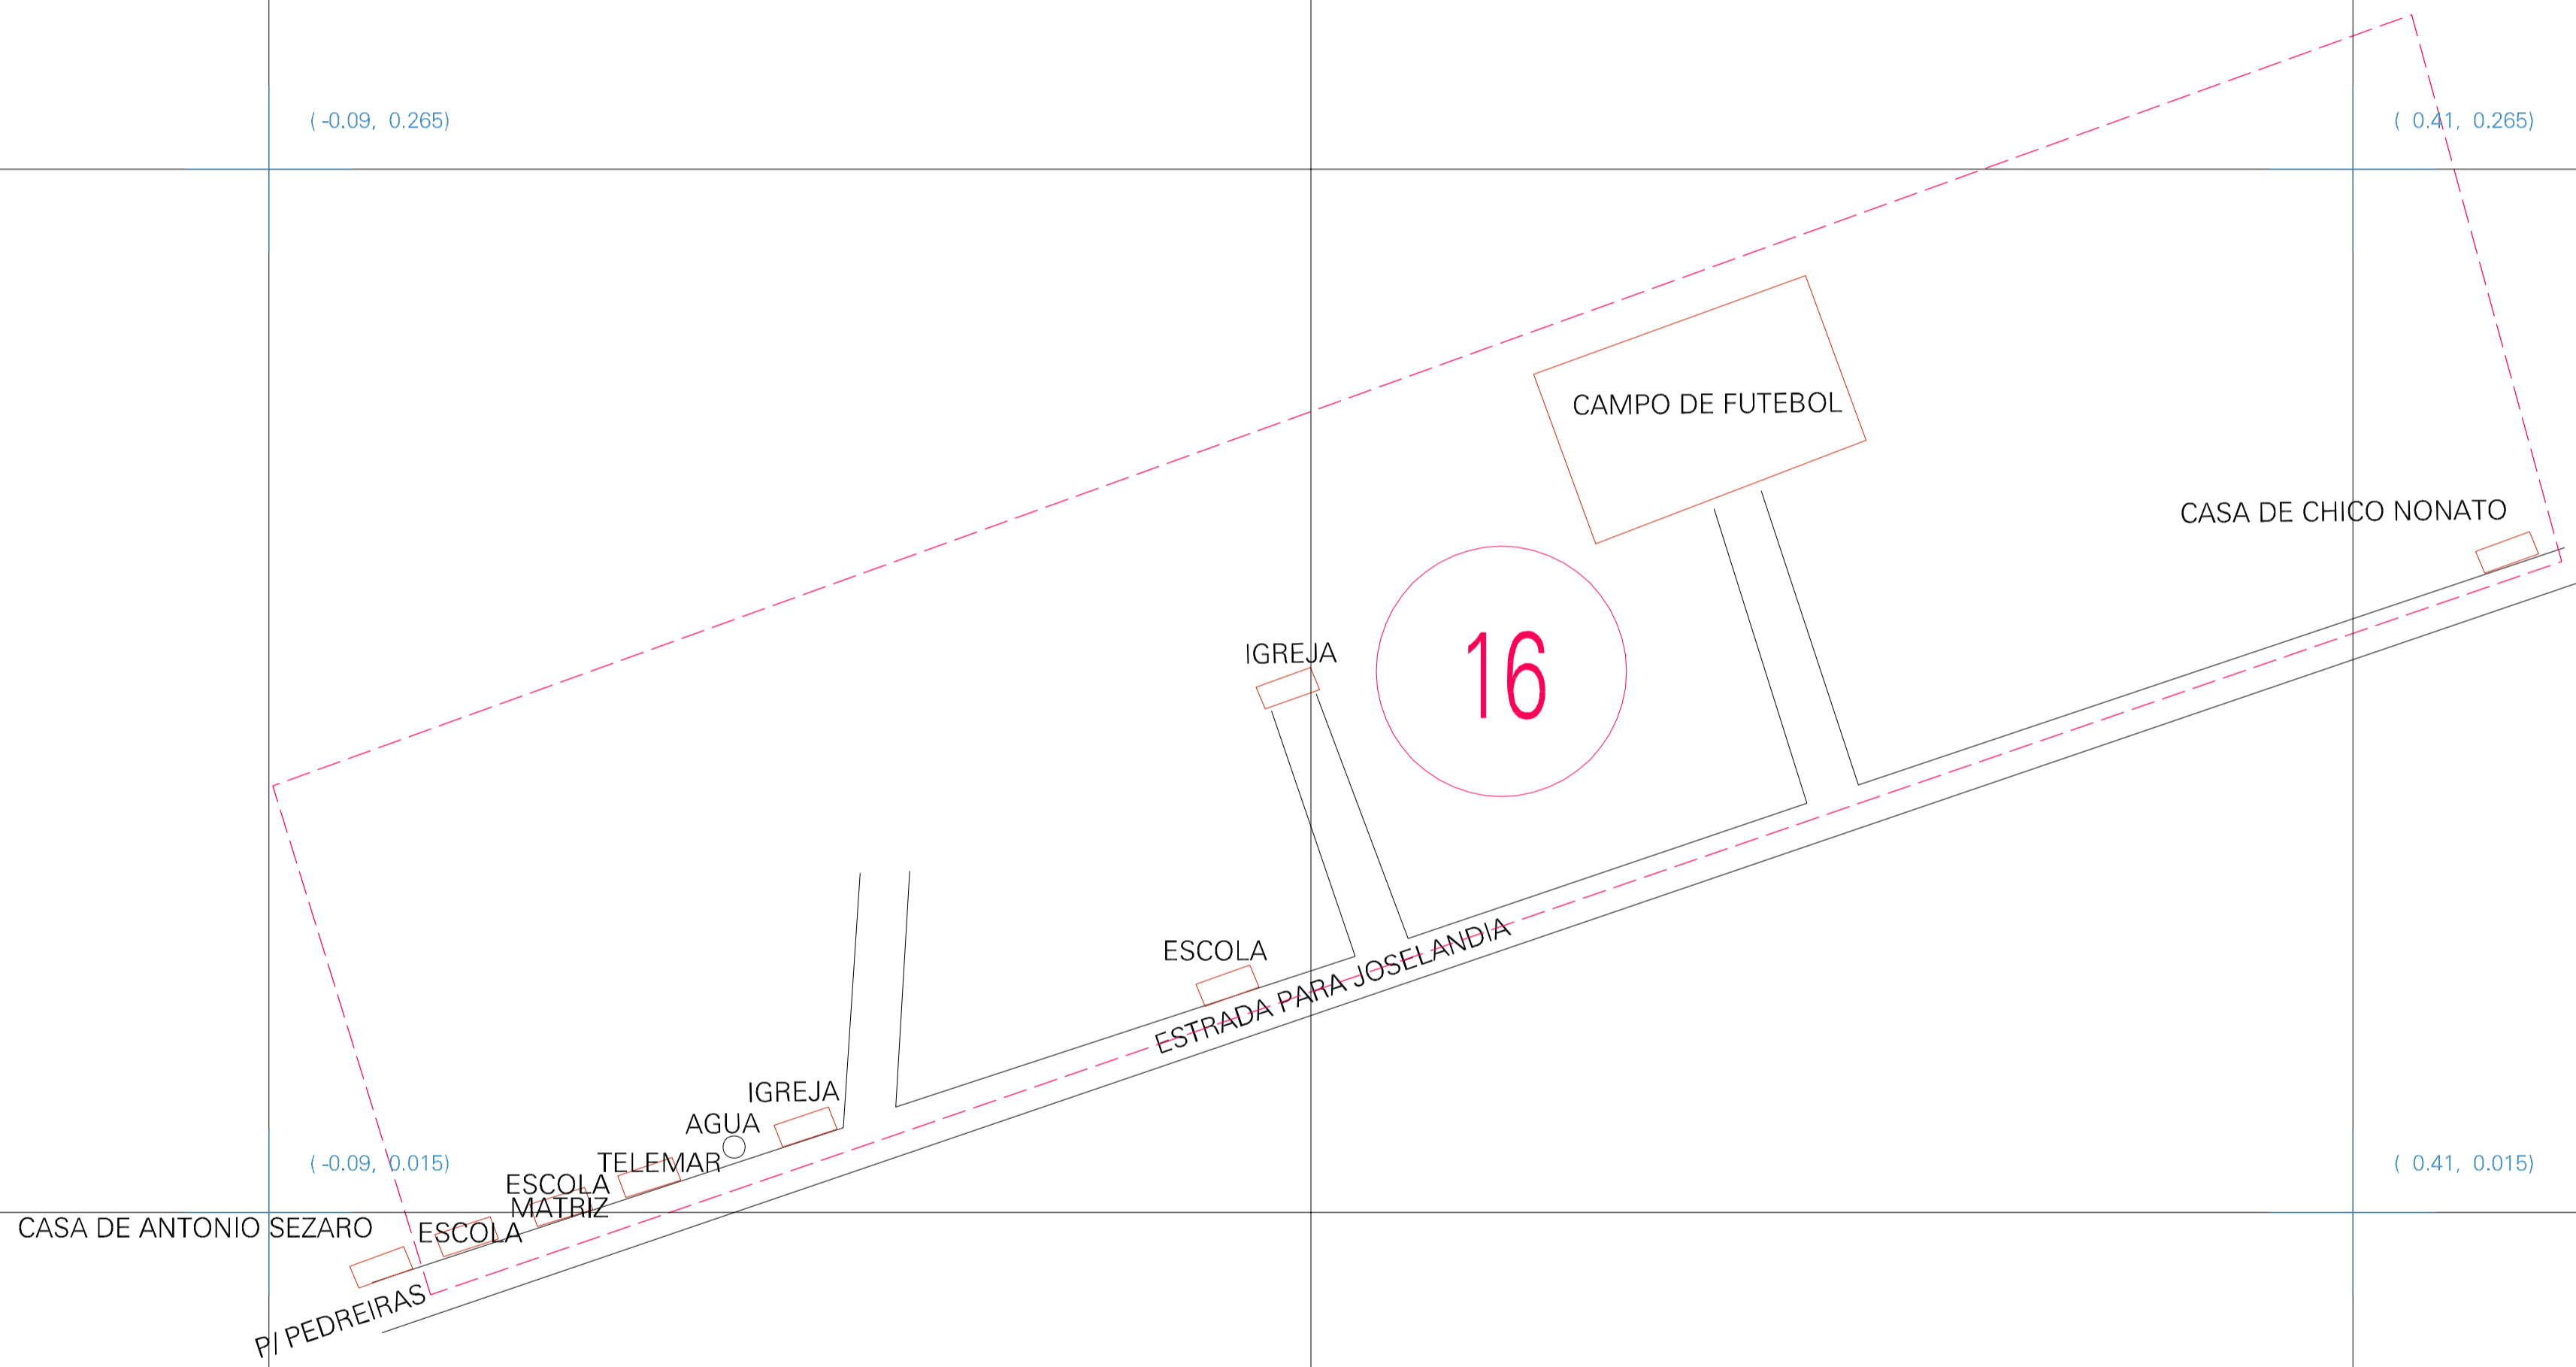 ( -0.09, 0.265)
( 0.41, 0.265)
CAMPO DE FUTEBOL
CASA DE CHICO NONATO
IGREJA
16
ESCOLA
ESTRADA PARA JOSELANDIA
IGREJA
AGUA
TELEMAR
( -0.09, 0.015)
( 0.41, 0.015)
ESCOLA
MATRIZ
CASA DE ANTONIO SEZARO
ESCOLA
P/ PEDREIRAS